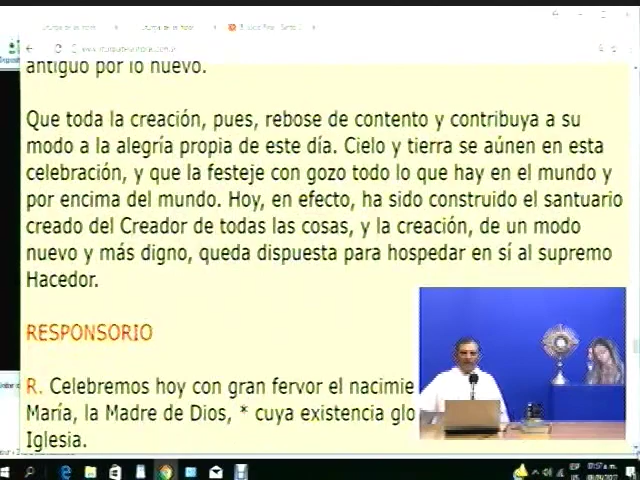 antiguo por lo nuevo.
Que toda la creación, pues, rebose de contento y contribuya a su
modo a la alegría propia de este día. Cielo y tierra se aúnen en esta
celebración, y que la festeje con gozo todo lo que hay en el mundo y
por encima del mundo. Hoy, en efecto, ha sido construido el santuario
creado del Creador de todas las cosas, y la creación, de un modo
nuevo y más digno, queda dispuesta para hospedar en sí al supremo
Hacedor.
RESPONSORIO
R. Celebremos hoy con gran fervor el nacimie
María, la Madre de Dios, * cuya existencia glo
Iglesia.
ESP